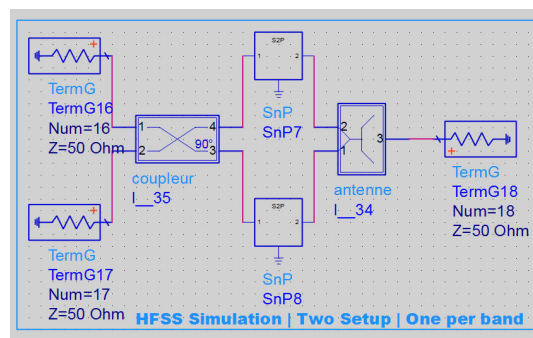 TermG
TermG16
Num=16
Z=50 Ohm
1
2
4
3
90°
coupleur
I__35
S2P
1
2
SnP
SnP7
2
1
3
antenne
I__34
TermG
TermG18
Num=18
Z=50 Ohm
TermG
TermG17
Num=17
Z=50 Ohm
S2P
1
2
SnP
SnP8
HFSS Simulation | Two Setup | One per band